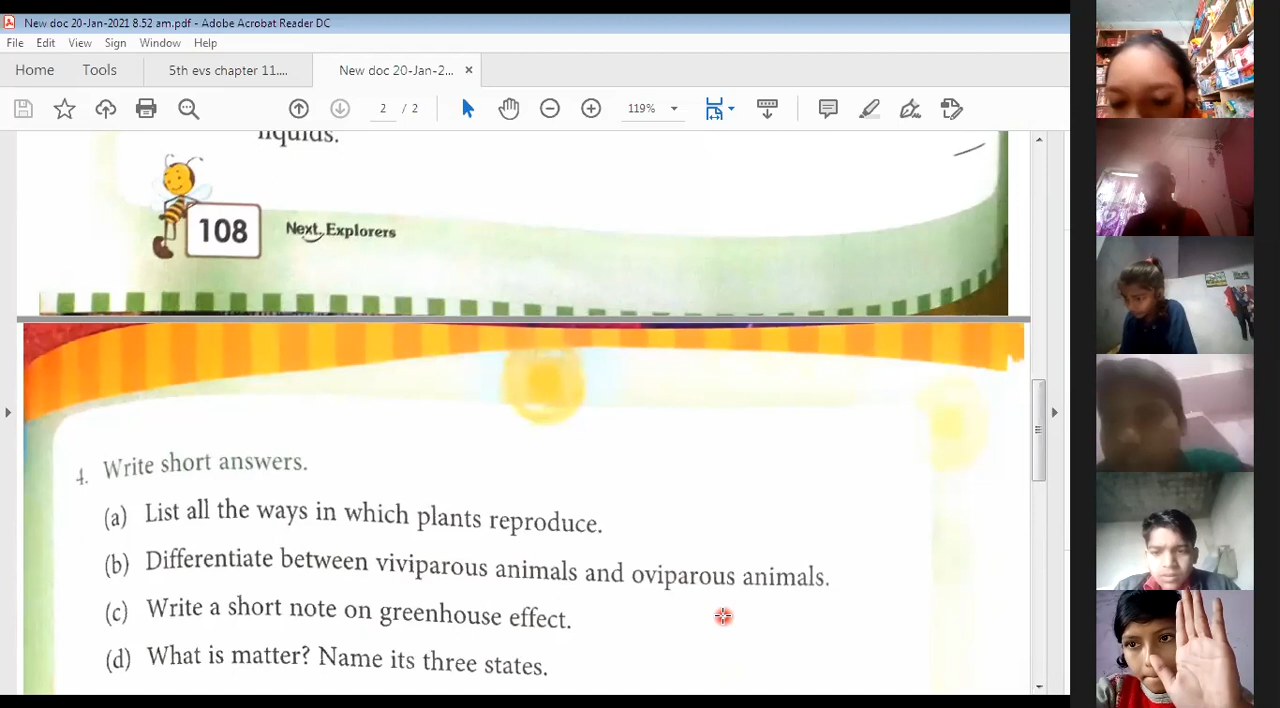 New doc 20-Jan-2021 8.52 am.pdf - Adobe Acrobat Reader DC
File Edit View Sign Window Help
Home Tools 5th evs chapter 11.... New doc 20-Jan-2... ×
2 / 2 119%
liquids.
108 Next Explorers
4. Write short answers.
(a) List all the ways in which plants reproduce.
(b) Differentiate between viviparous animals and oviparous animals.
(c) Write a short note on greenhouse effect.
(d) What is matter? Name its three states.